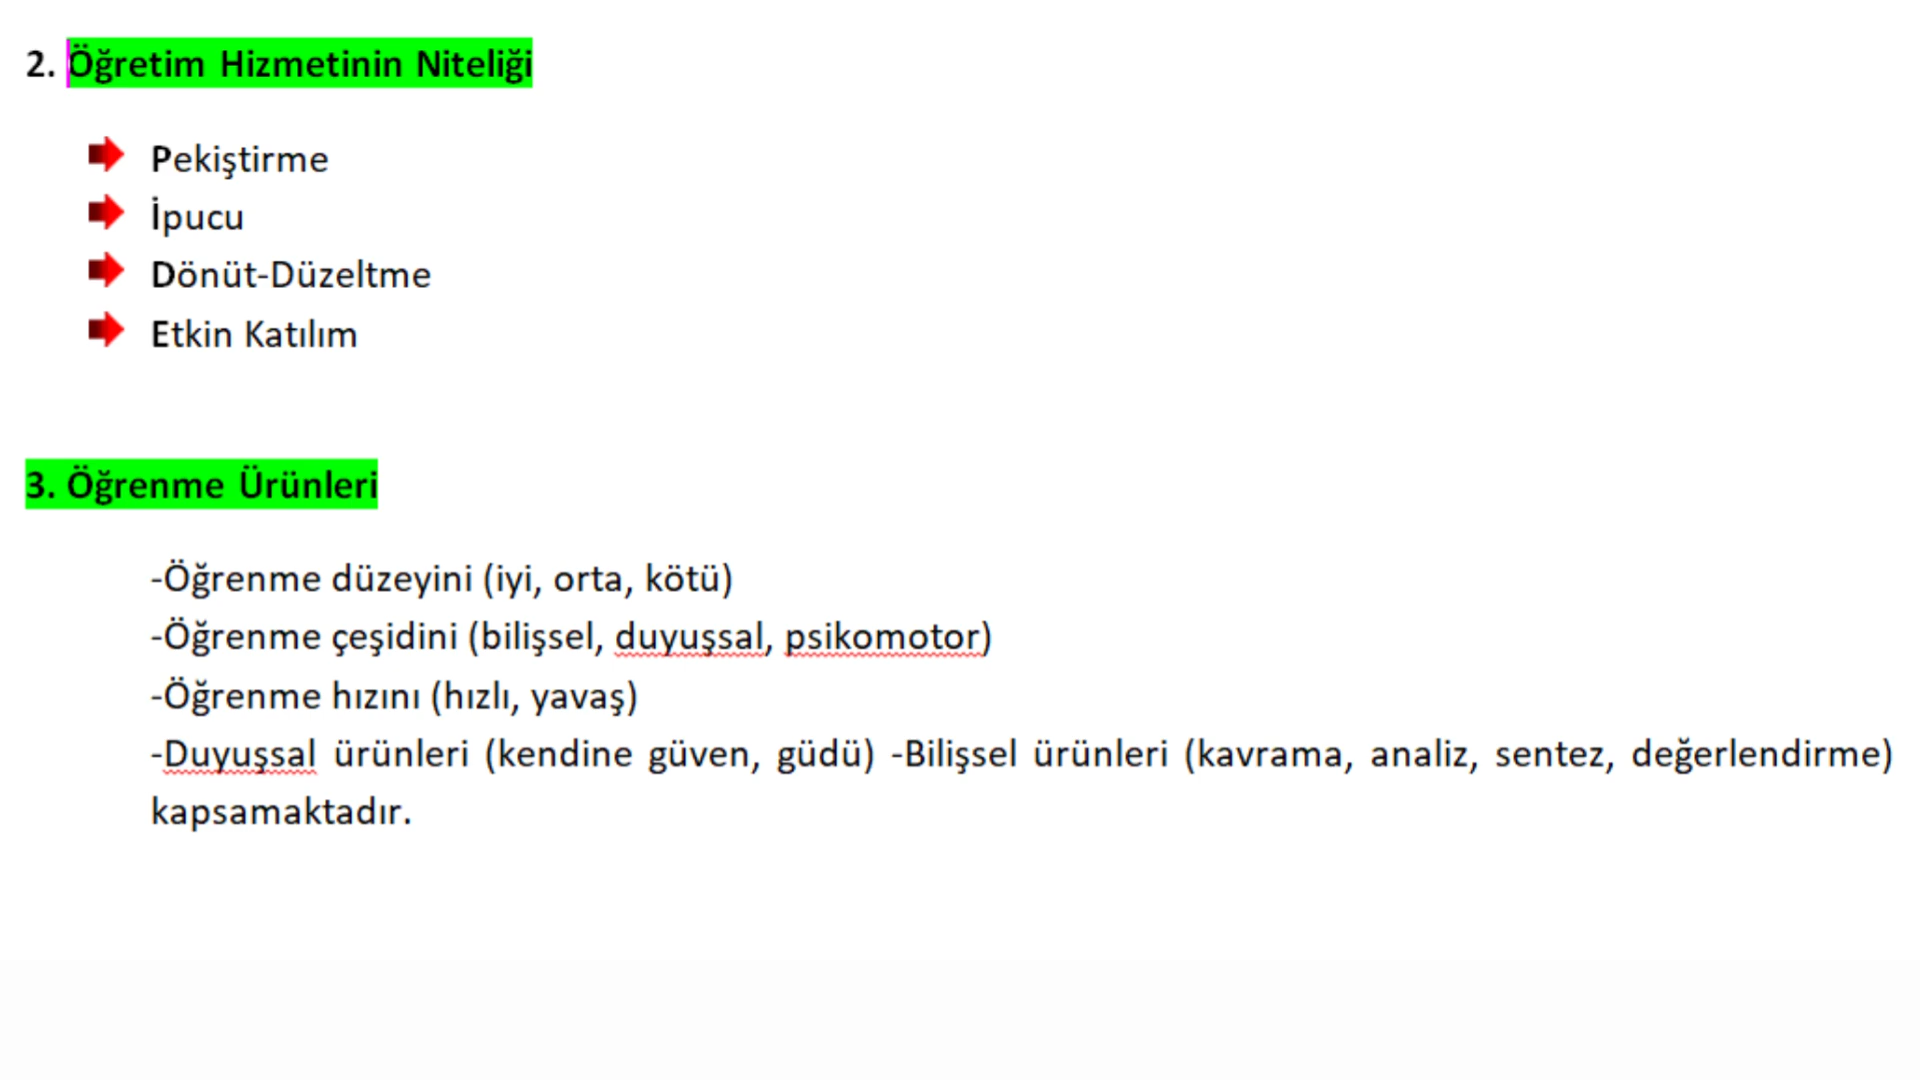 2. Öğretim Hizmetinin Niteliği
Pekiştirme
İpucu
Dönüt-Düzeltme
Etkin Katılım
3. Öğrenme Ürünleri
-Öğrenme düzeyini (iyi, orta, kötü)
-Öğrenme çeşidini (bilişsel, duyuşsal, psikomotor)
-Öğrenme hızını (hızlı, yavaş)
-Duyuşsal ürünleri (kendine güven, güdü) -Bilişsel ürünleri (kavrama, analiz, sentez, değerlendirme)
kapsamaktadır.